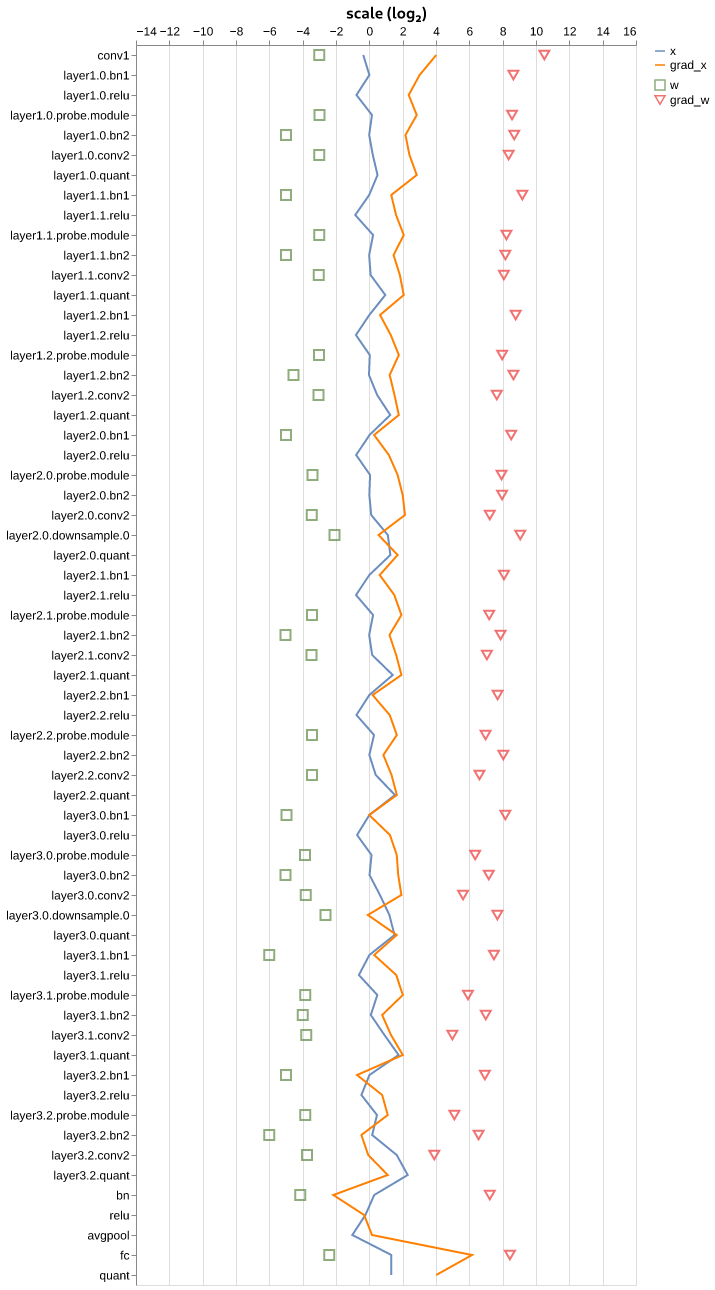 scale (log₂)
−14 −12 −10 −8 −6 −4 −2 0 2 4 6 8 10 12 14 16
x
grad_x
w
grad_w
conv1
layer1.0.bn1
layer1.0.relu
layer1.0.probe.module
layer1.0.bn2
layer1.0.conv2
layer1.0.quant
layer1.1.bn1
layer1.1.relu
layer1.1.probe.module
layer1.1.bn2
layer1.1.conv2
layer1.1.quant
layer1.2.bn1
layer1.2.relu
layer1.2.probe.module
layer1.2.bn2
layer1.2.conv2
layer1.2.quant
layer2.0.bn1
layer2.0.relu
layer2.0.probe.module
layer2.0.bn2
layer2.0.conv2
layer2.0.downsample.0
layer2.0.quant
layer2.1.bn1
layer2.1.relu
layer2.1.probe.module
layer2.1.bn2
layer2.1.conv2
layer2.1.quant
layer2.2.bn1
layer2.2.relu
layer2.2.probe.module
layer2.2.bn2
layer2.2.conv2
layer2.2.quant
layer3.0.bn1
layer3.0.relu
layer3.0.probe.module
layer3.0.bn2
layer3.0.conv2
layer3.0.downsample.0
layer3.0.quant
layer3.1.bn1
layer3.1.relu
layer3.1.probe.module
layer3.1.bn2
layer3.1.conv2
layer3.1.quant
layer3.2.bn1
layer3.2.relu
layer3.2.probe.module
layer3.2.bn2
layer3.2.conv2
layer3.2.quant
bn
relu
avgpool
fc
quant